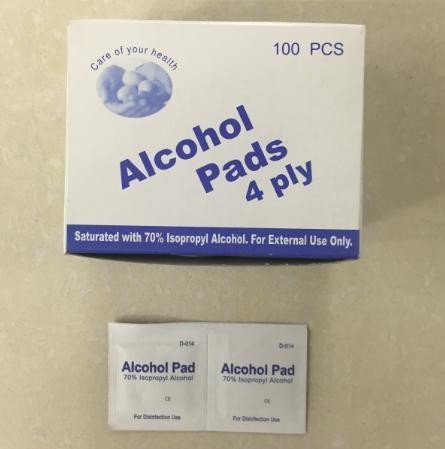 Care of your health
100 PCS
Alcohol
Pads
4 ply
Saturated with 70% Isopropyl Alcohol. For External Use Only.
D-014
Alcohol Pad
70% Isopropyl Alcohol
CE
For Disinfection Use
D-014
Alcohol Pad
70% Isopropyl Alcohol
CE
For Disinfection Use